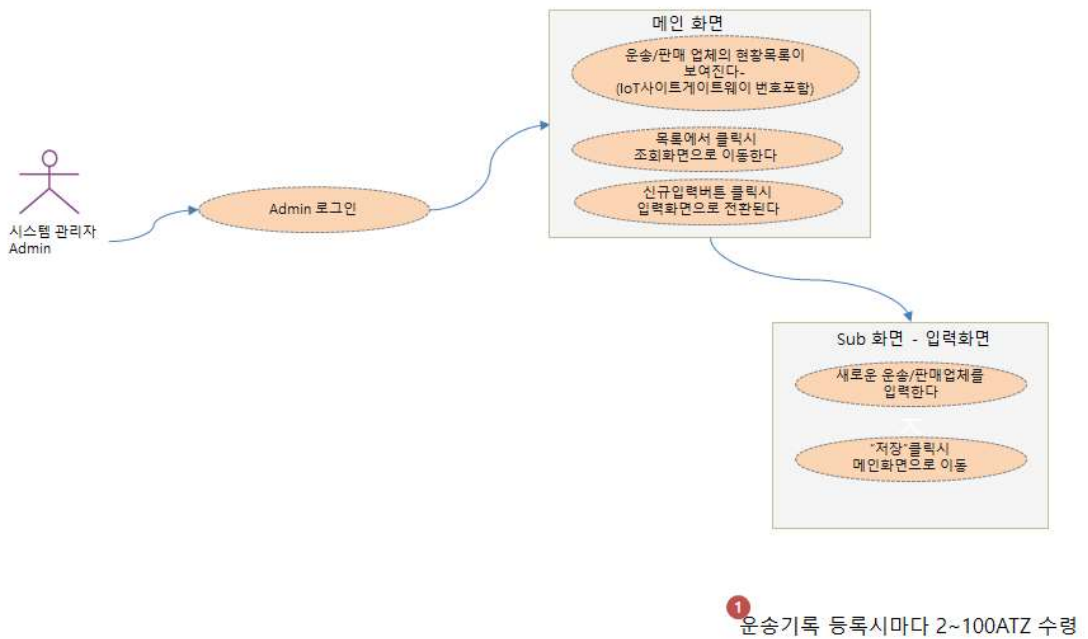 메인 화면
운송/판매 업체의 현황목록이
보여진다-
(IoT사이트게이트웨이 번호포함)
목록에서 클릭시
조회화면으로 이동한다
신규입력버튼 클릭시
입력화면으로 전환된다
Admin 로그인
시스템 관리자
Admin
Sub 화면 - 입력화면
새로운 운송/판매업체를
입력한다
"저장"클릭시
메인화면으로 이동
1
운송기록 등록시마다 2~100ATZ 수령